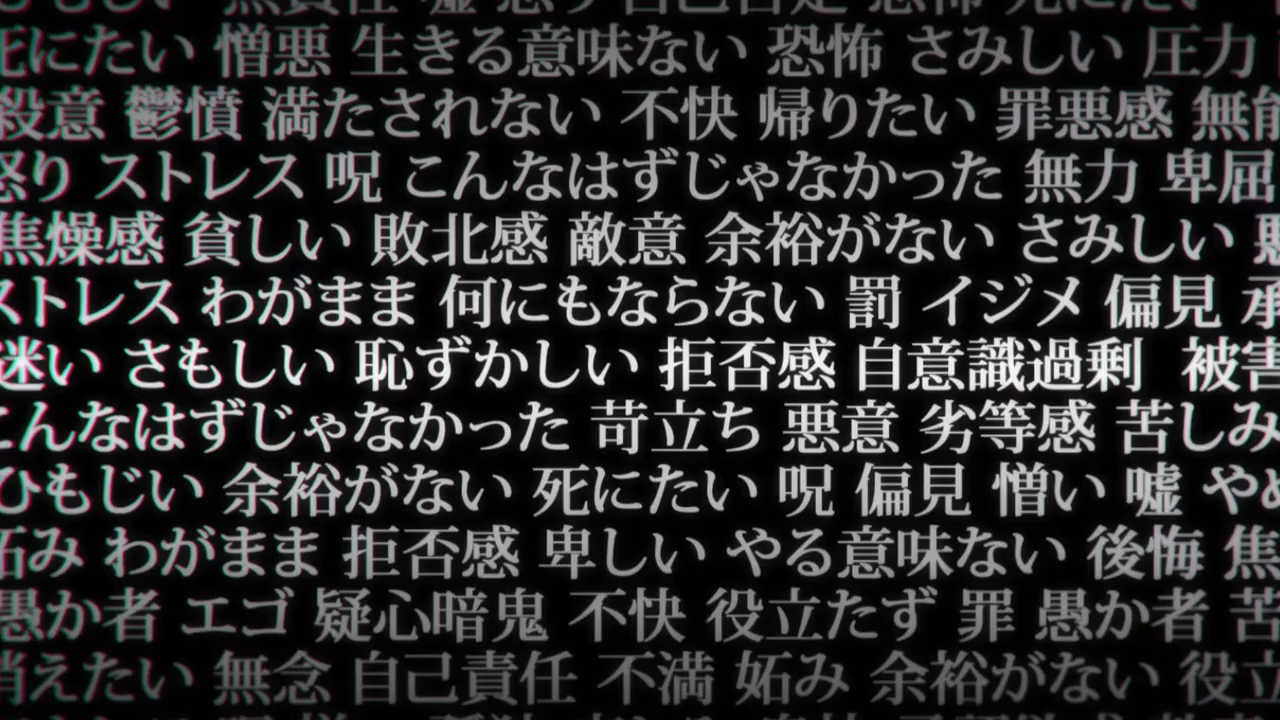 死にたい 憎悪 生きる意味ない 恐怖 さみしい 圧力
殺意 鬱憤 満たされない 不快 帰りたい 罪悪感 無能
怒り ストレス 呪 こんなはずじゃなかった 無力 卑屈
焦燥感 貧しい 敗北感 敵意 余裕がない さみしい
ストレス わがまま 何にもならない 罰 イジメ 偏見 承
迷い さもしい 恥ずかしい 拒否感 自意識過剰 被害
こんなはずじゃなかった 苛立ち 悪意 劣等感 苦しみ
ひもじい 余裕がない 死にたい 呪 偏見 憎い 嘘 やめ
妬み わがまま 拒否感 卑しい やる意味ない 後悔 焦
愚か者 エゴ 疑心暗鬼 不快 役立たず 罪 愚か者 苦
消えたい 無念 自己責任 不満 妬み 余裕がない 役立